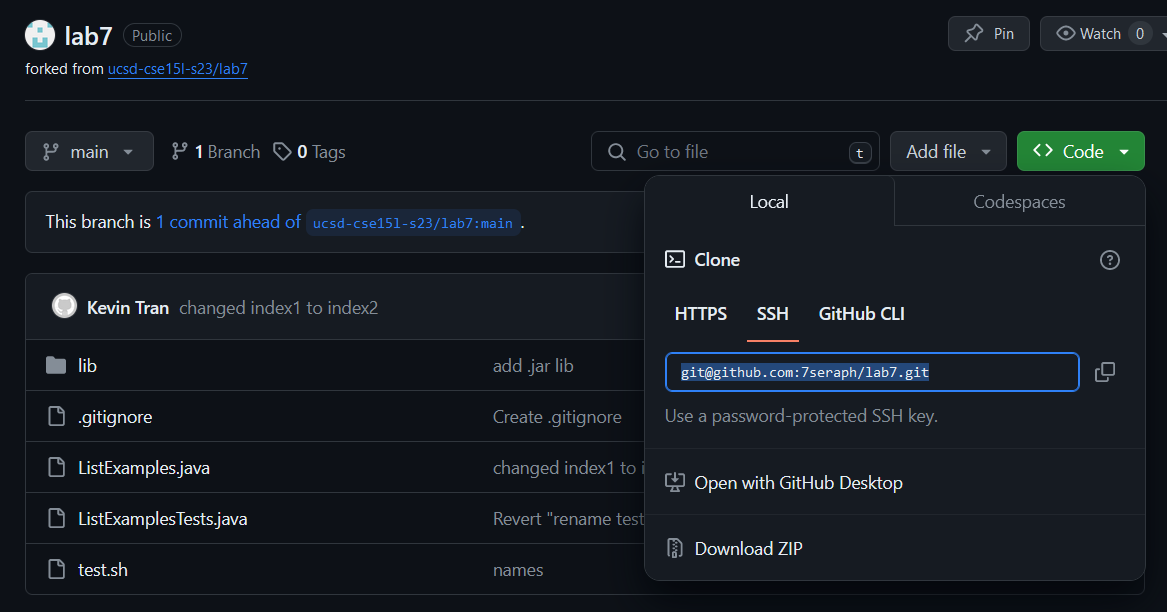 lab7 Public Pin Watch 0
forked from ucsd-cse15l-s23/lab7
main 1 Branch 0 Tags Go to file t Add file Code
Local Codespaces
This branch is 1 commit ahead of ucsd-cse15l-s23/lab7:main .
Clone
Kevin Tran changed index1 to index2
HTTPS SSH GitHub CLI
lib add .jar lib
git@github.com:7seraph/lab7.git
.gitignore Create .gitignore
Use a password-protected SSH key.
ListExamples.java changed index1 to i
Open with GitHub Desktop
ListExamplesTests.java Revert "rename test
Download ZIP
test.sh names